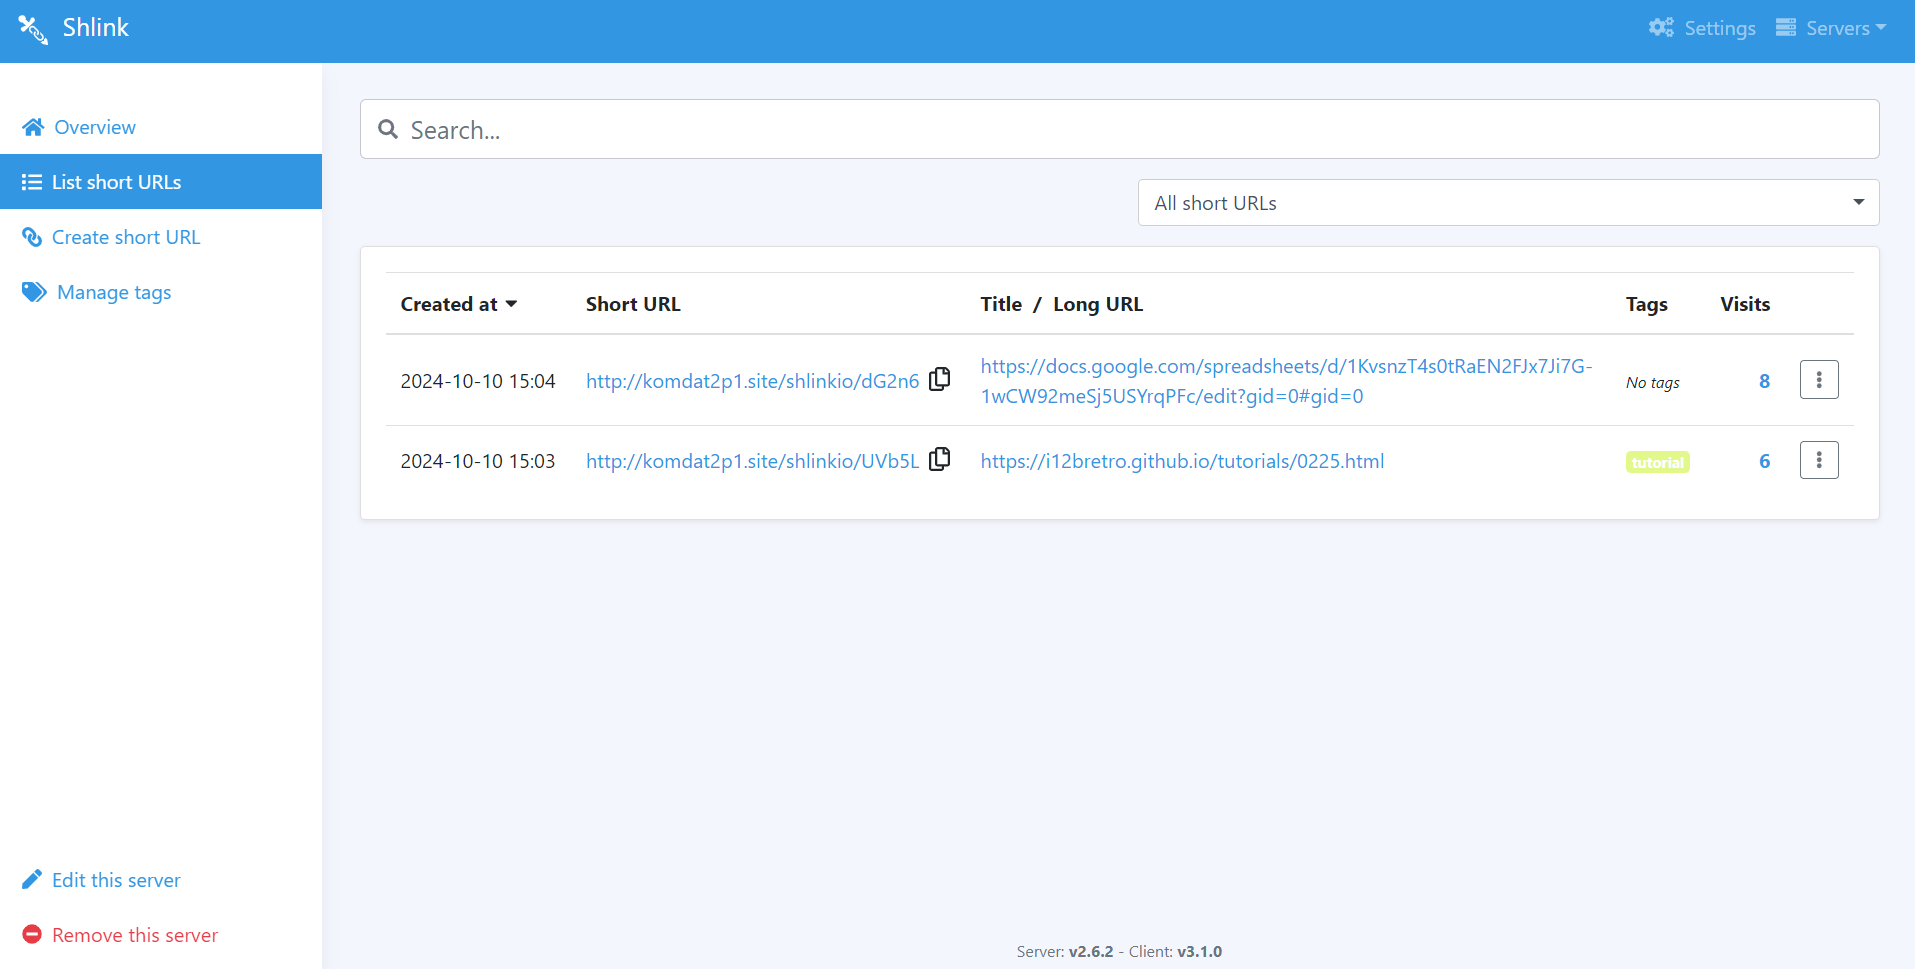 Shlink
Settings
Servers
Overview
List short URLs
Create short URL
Manage tags
Search...
All short URLs
Created at Short URL Title / Long URL Tags Visits
2024-10-10 15:04 http://komdat2p1.site/shlinkio/dG2n6 https://docs.google.com/spreadsheets/d/1KvsnzT4s0tRaEN2FJx7Ji7G-
1wCW92meSj5USYrqPFc/edit?gid=0#gid=0 No tags 8
2024-10-10 15:03 http://komdat2p1.site/shlinkio/UVb5L https://i12bretro.github.io/tutorials/0225.html tutorial 6
Edit this server
Remove this server
Server: v2.6.2 - Client: v3.1.0